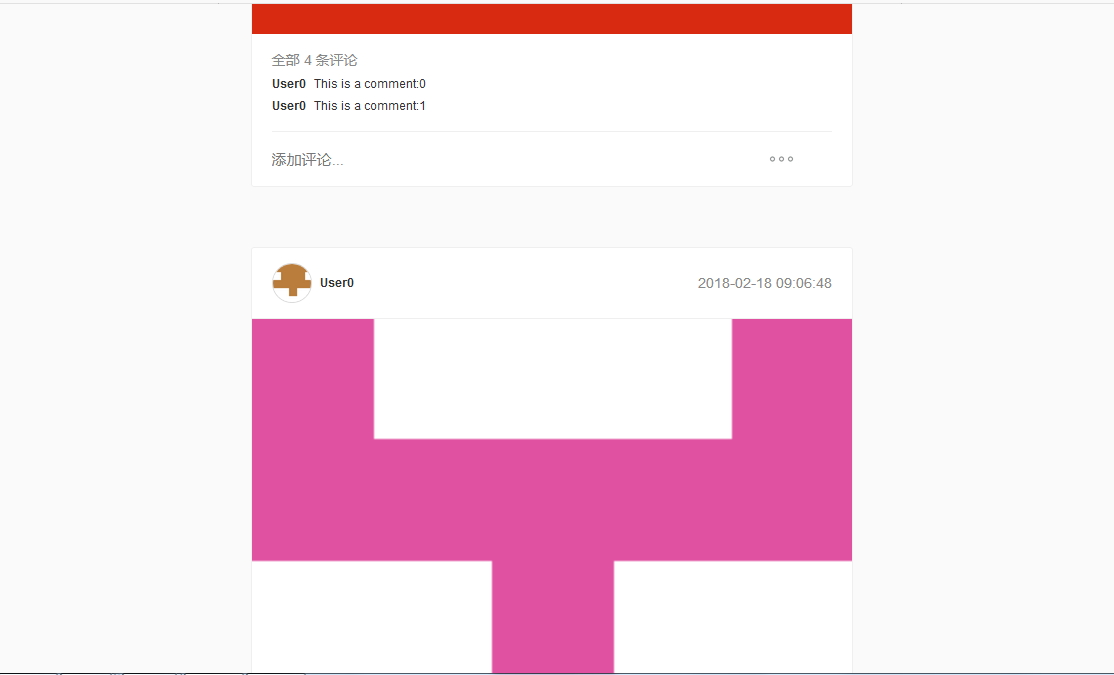 全部 4 条评论
User0 This is a comment:0
User0 This is a comment:1
添加评论...
User0 2018-02-18 09:06:48